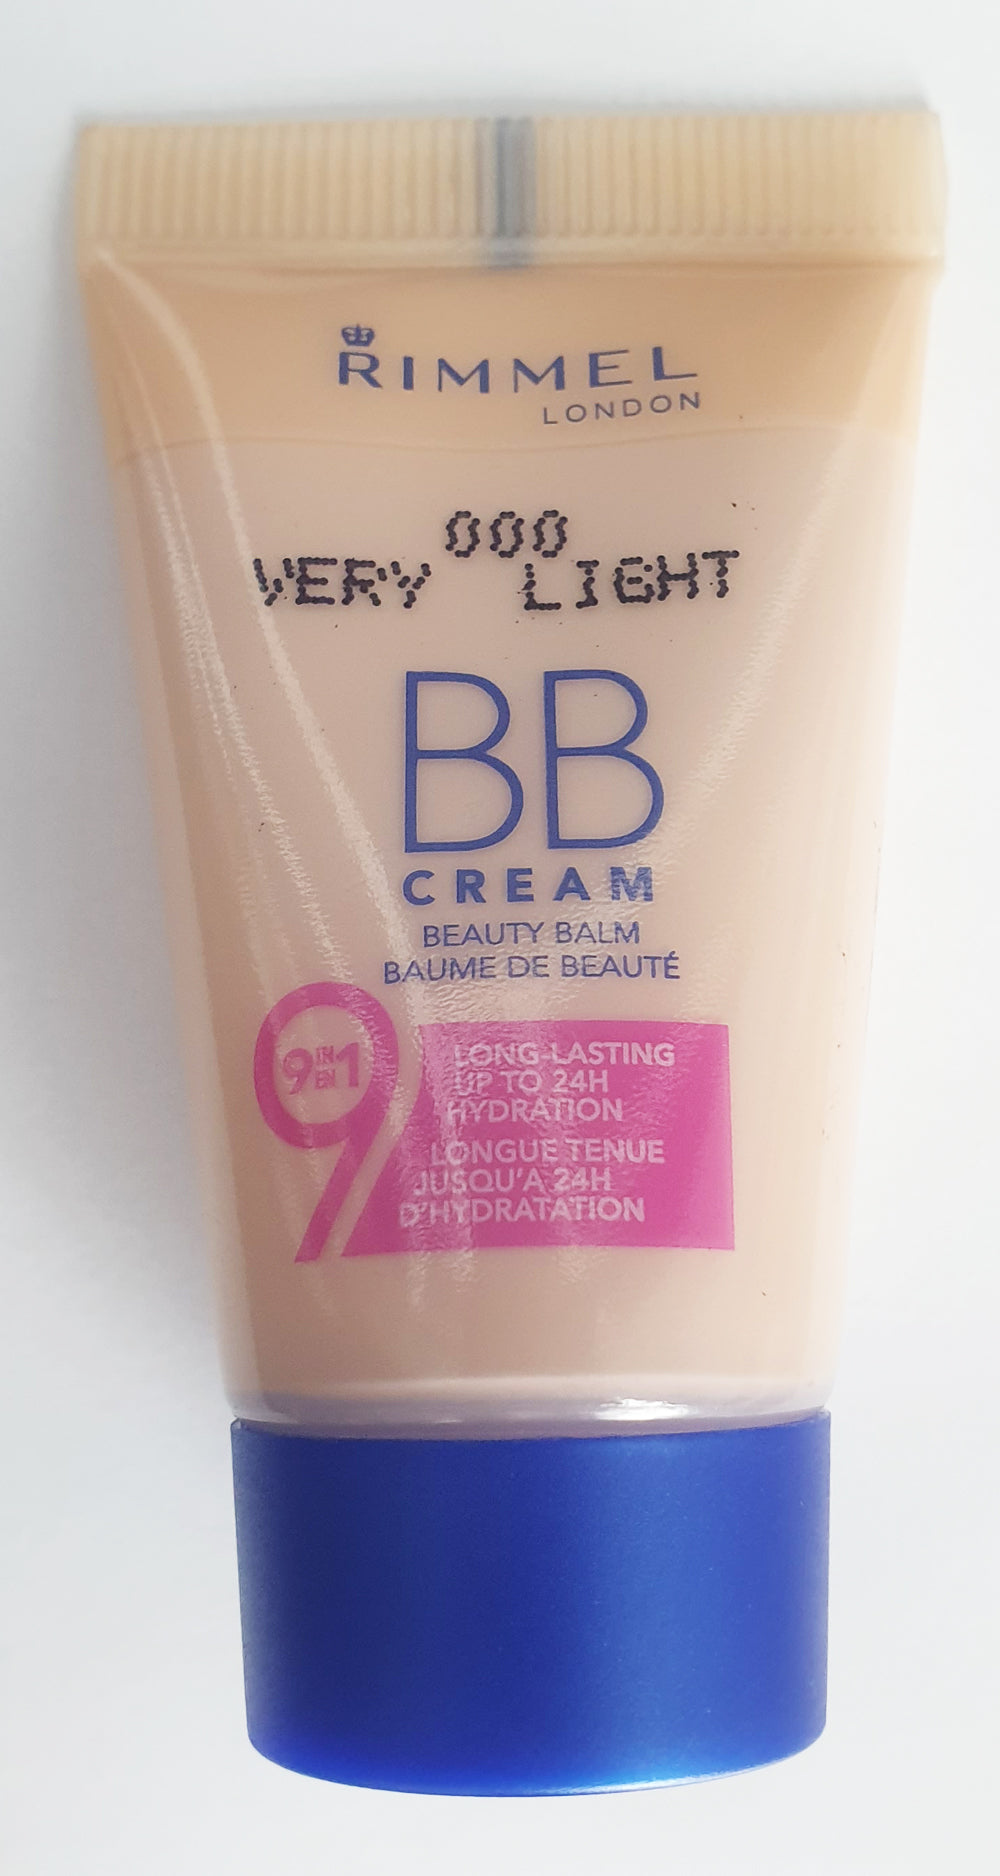 RIMMEL
LONDON
000
VERY LIGHT
BB
CREAM
BEAUTY BALM
BAUME DE BEAUTÉ
9
9 IN EN 1
LONG-LASTING
UP TO 24H
HYDRATION
LONGUE TENUE
JUSQU'A 24H
D'HYDRATATION